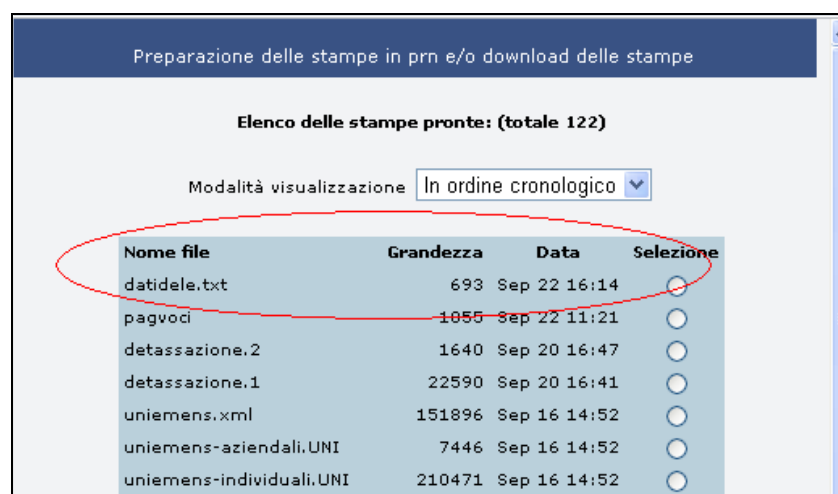 Preparazione delle stampe in prn e/o download delle stampe
Elenco delle stampe pronte: (totale 122)
Modalità visualizzazione In ordine cronologico
Nome file Grandezza Data Selezione
datidele.txt 693 Sep 22 16:14
pagvoci 1055 Sep 22 11:21
detassazione.2 1640 Sep 20 16:47
detassazione.1 22590 Sep 20 16:41
uniemens.xml 151896 Sep 16 14:52
uniemens-aziendali.UNI 7446 Sep 16 14:52
uniemens-individuali.UNI 210471 Sep 16 14:52